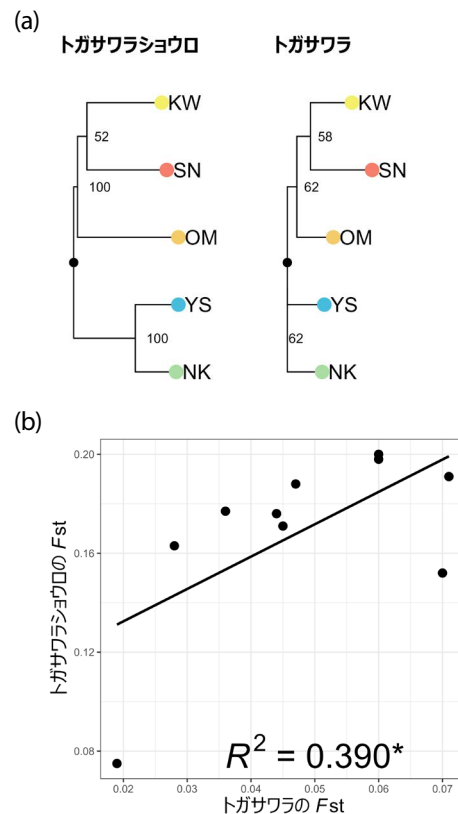 (a)
トガサワラショウロ トガサワラ
KW KW
52 58
SN SN
100 62
OM OM
YS YS
100 62
NK NK
(b)
トガサワラショウロの Fst
0.20
0.16
0.12
0.08
R² = 0.390*
0.02 0.03 0.04 0.05 0.06 0.07
トガサワラの Fst